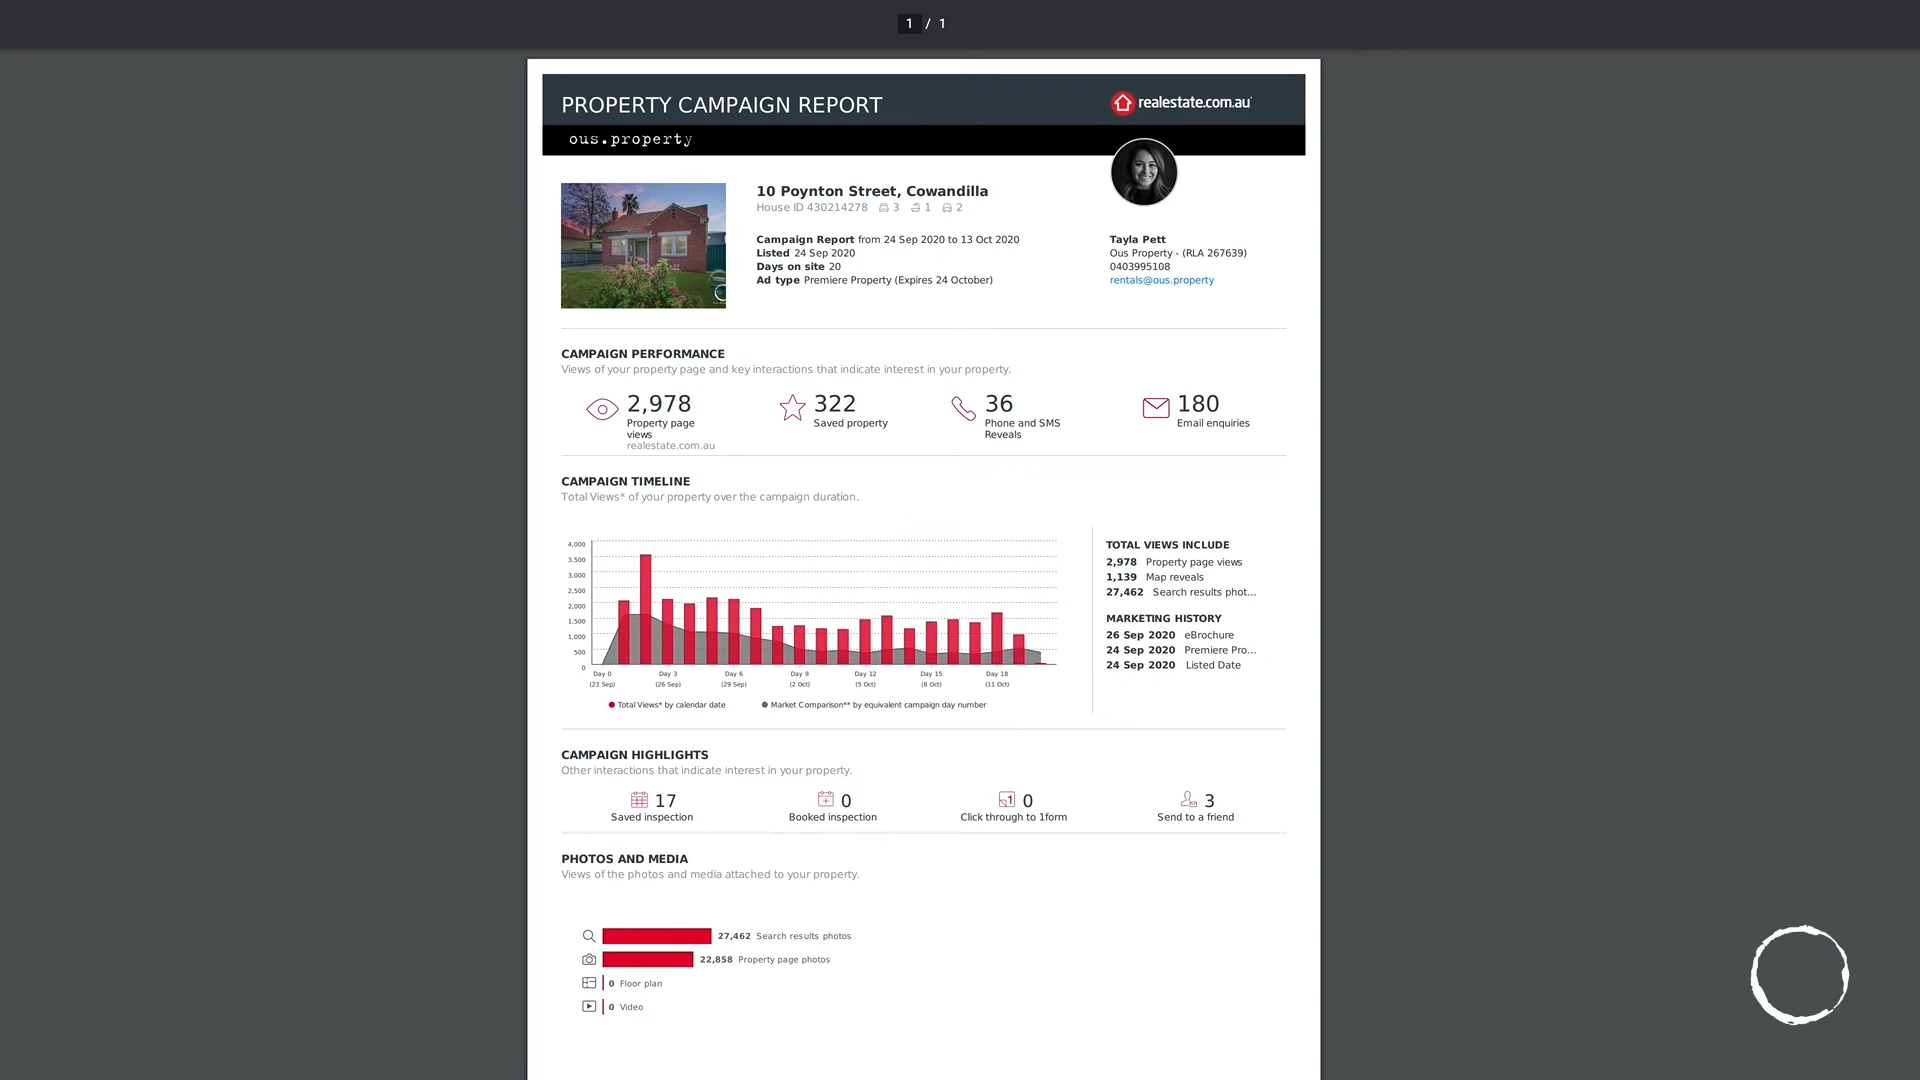 1 / 1
PROPERTY CAMPAIGN REPORT
realestate.com.au
ous.property
10 Poynton Street, Cowandilla
House ID 430214278 3 1 2
Campaign Report from 24 Sep 2020 to 13 Oct 2020
Listed 24 Sep 2020
Days on site 20
Ad type Premiere Property (Expires 24 October)
Tayla Pett
Ous Property - (RLA 267639)
0403995108
rentals@ous.property
CAMPAIGN PERFORMANCE
Views of your property page and key interactions that indicate interest in your property.
2,978
Property page
views
realestate.com.au
322
Saved property
36
Phone and SMS
Reveals
180
Email enquiries
CAMPAIGN TIMELINE
Total Views* of your property over the campaign duration.
4,000
3,500
3,000
2,500
2,000
1,500
1,000
500
0
Day 0 Day 3 Day 6 Day 9 Day 12 Day 15 Day 18
(23 Sep) (26 Sep) (29 Sep) (2 Oct) (5 Oct) (8 Oct) (11 Oct)
Total Views* by calendar date Market Comparison** by equivalent campaign day number
TOTAL VIEWS INCLUDE
2,978 Property page views
1,139 Map reveals
27,462 Search results phot...
MARKETING HISTORY
26 Sep 2020 eBrochure
24 Sep 2020 Premiere Pro...
24 Sep 2020 Listed Date
CAMPAIGN HIGHLIGHTS
Other interactions that indicate interest in your property.
17
Saved inspection
0
Booked inspection
1 0
Click through to 1form
3
Send to a friend
PHOTOS AND MEDIA
Views of the photos and media attached to your property.
27,462 Search results photos
22,858 Property page photos
0 Floor plan
0 Video